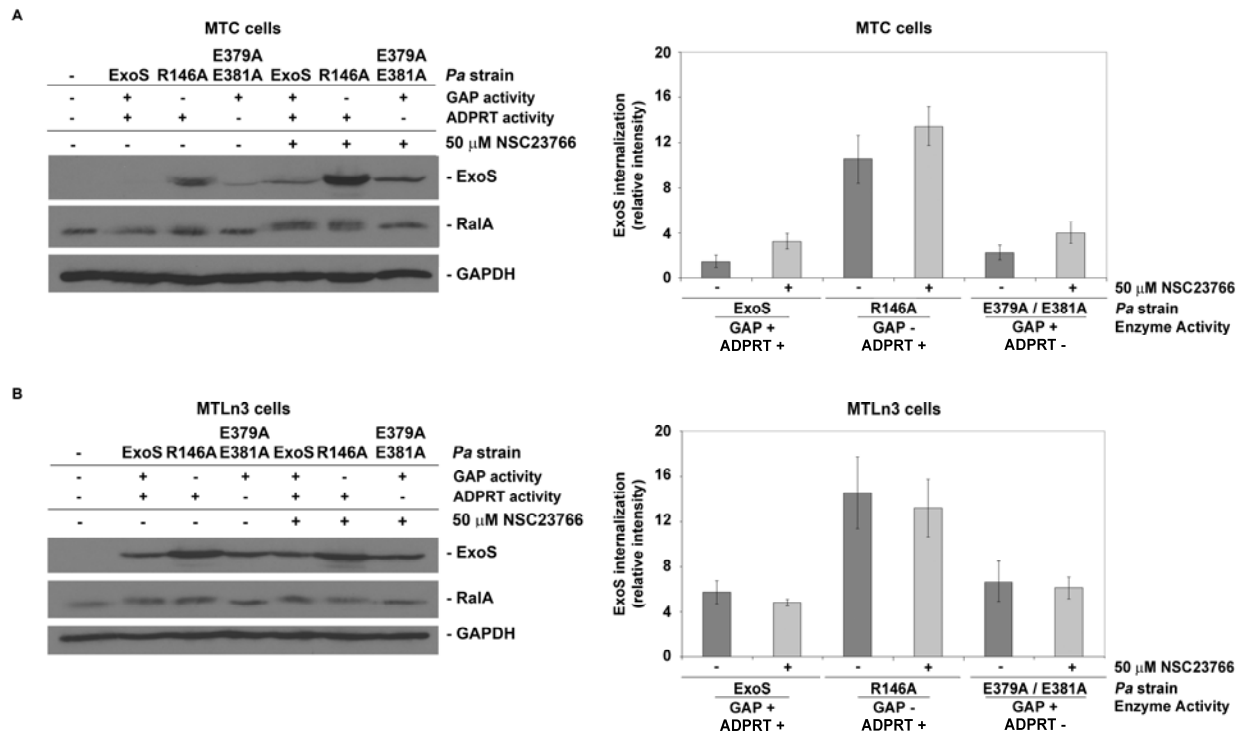 A
MTC cells
E379A E379A
- ExoS R146A E381A ExoS R146A E381A Pa strain
- + - + + - + GAP activity
- + + - + + - ADPRT activity
- - - - + + + 50 μM NSC23766
- ExoS
- RalA
- GAPDH
MTC cells
20
16
12
8
4
0
ExoS internalization
(relative intensity)
- + - + - + 50 μM NSC23766
ExoS R146A E379A / E381A Pa strain
GAP + GAP - GAP + Enzyme Activity
ADPRT + ADPRT + ADPRT -
B
MTLn3 cells
E379A E379A
- ExoS R146A E381A ExoS R146A E381A Pa strain
- + - + + - + GAP activity
- + + - + + - ADPRT activity
- - - - + + + 50 μM NSC23766
- ExoS
- RalA
- GAPDH
MTLn3 cells
20
16
12
8
4
0
ExoS internalization
(relative intensity)
- + - + - + 50 μM NSC23766
ExoS R146A E379A / E381A Pa strain
GAP + GAP - GAP + Enzyme Activity
ADPRT + ADPRT + ADPRT -